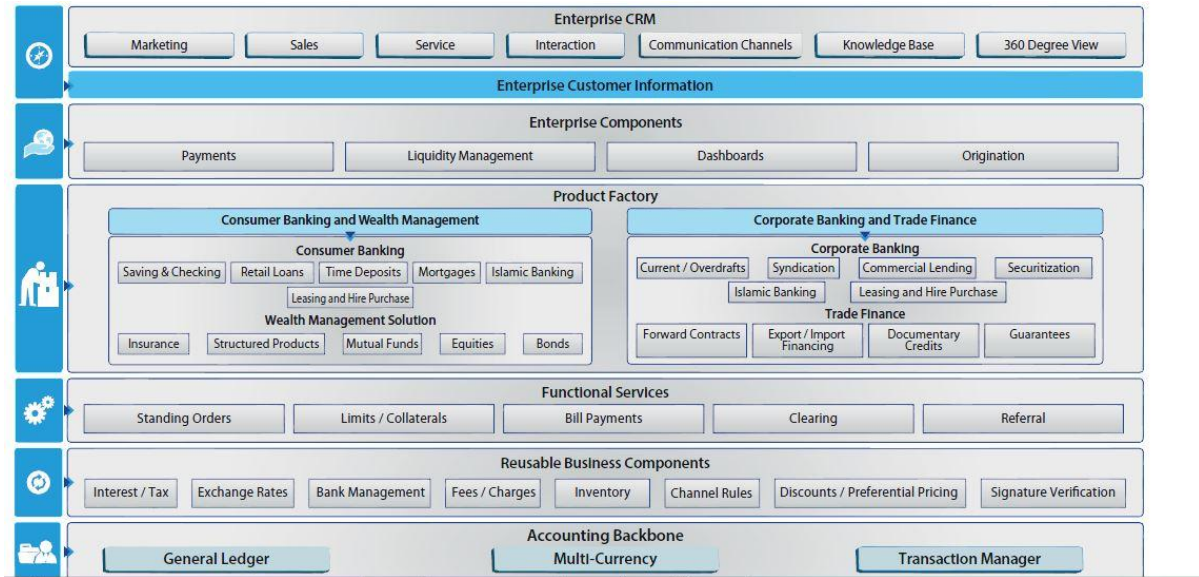 Enterprise CRM
Marketing Sales Service Interaction Communication Channels Knowledge Base 360 Degree View
Enterprise Customer Information
Enterprise Components
Payments Liquidity Management Dashboards Origination
Product Factory
Consumer Banking and Wealth Management
Consumer Banking
Saving & Checking Retail Loans Time Deposits Mortgages Islamic Banking
Leasing and Hire Purchase
Wealth Management Solution
Insurance Structured Products Mutual Funds Equities Bonds
Corporate Banking and Trade Finance
Corporate Banking
Current / Overdrafts Syndication Commercial Lending Securitization
Islamic Banking Leasing and Hire Purchase
Trade Finance
Forward Contracts
Export / Import
Financing
Documentary
Credits
Guarantees
Functional Services
Standing Orders Limits / Collaterals Bill Payments Clearing Referral
Reusable Business Components
Interest / Tax Exchange Rates Bank Management Fees / Charges Inventory Channel Rules Discounts / Preferential Pricing Signature Verification
Accounting Backbone
General Ledger Multi-Currency Transaction Manager